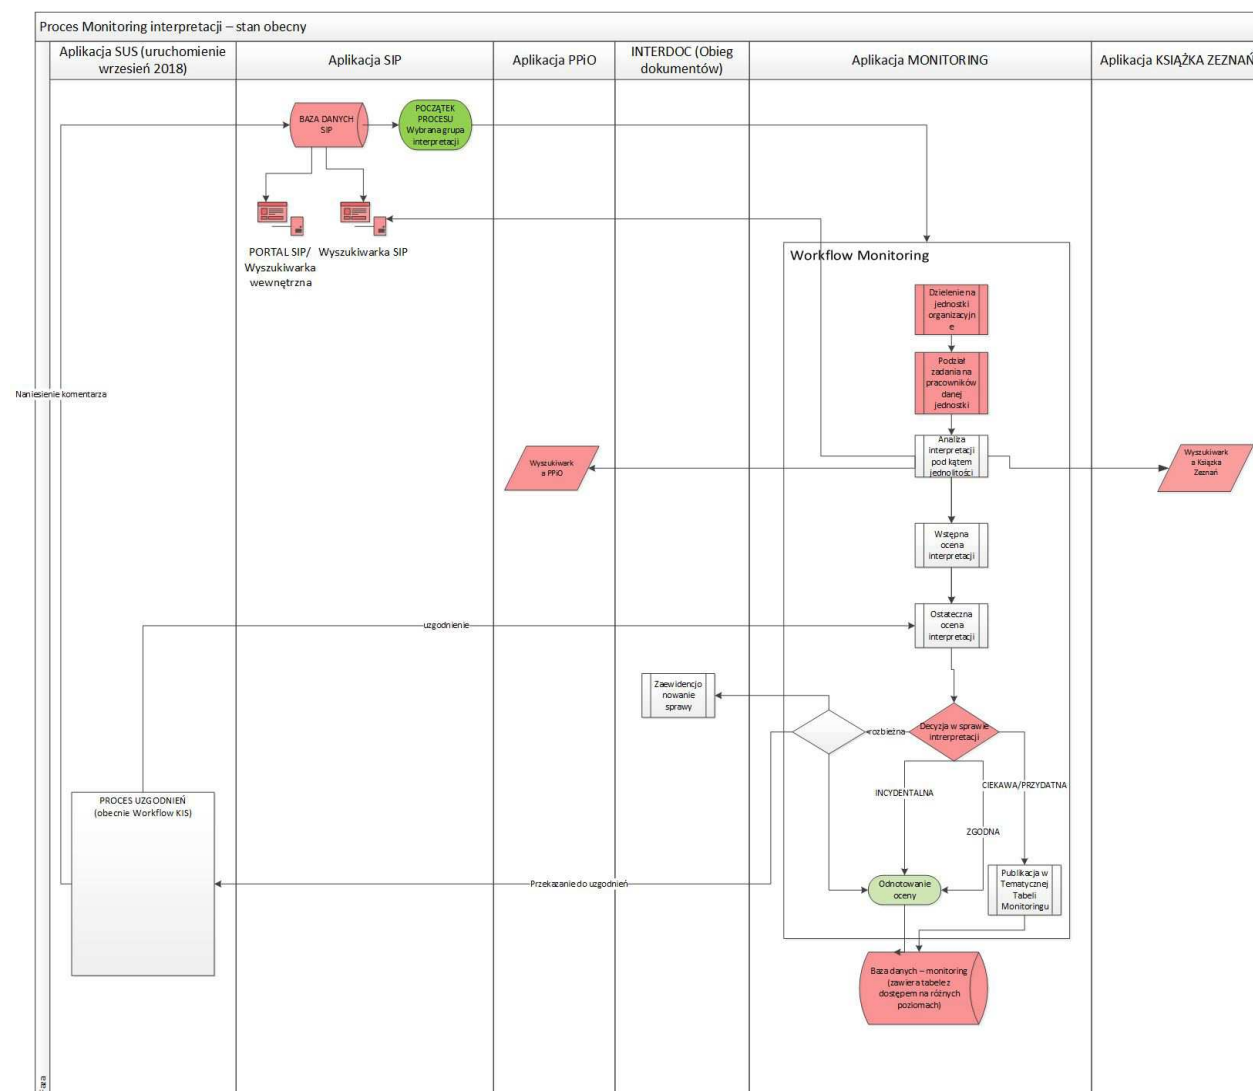 Proces Monitoring interpretacji – stan obecny
Aplikacja SUS (uruchomienie
wrzesień 2018)
Aplikacja SIP
Aplikacja PPiO
INTERDOC (Obieg
dokumentów)
Aplikacja MONITORING
Aplikacja KSIĄŻKA ZEZNAŃ
BAZA DANYCH
SIP
POCZĄTEK
PROCESU
Wybrana grupa
interpretacji
PORTAL SIP/
Wyszukiwarka
wewnętrzna
Wyszukiwarka SIP
Workflow Monitoring
Dzielenie na
jednostki
organizacyjn
e
Podział
zadania na
pracowników
danej
jednostki
Naniesienie komentarza
Analiza
interpretacji
pod kątem
jednolitości
Wyszukiwark
a PPiO
Wyszukiwark
a Książka
Zeznań
Wstępna
ocena
interpretacji
Ostateczna
ocena
interpretacji
uzgodnienie
Zaewidencjo
nowanie
sprawy
rozbieżna
Decyzja w sprawie
intrerpretacji
INCYDENTALNA
CIEKAWA/PRZYDATNA
ZGODNA
PROCES UZGODNIEŃ
(obecnie Workflow KIS)
Przekazanie do uzgodnień
Odnotowanie
oceny
Publikacja w
Tematycznej
Tabeli
Monitoringu
Baza danych – monitoring
(zawiera tabele z
dostępem na różnych
poziomach)
Faza